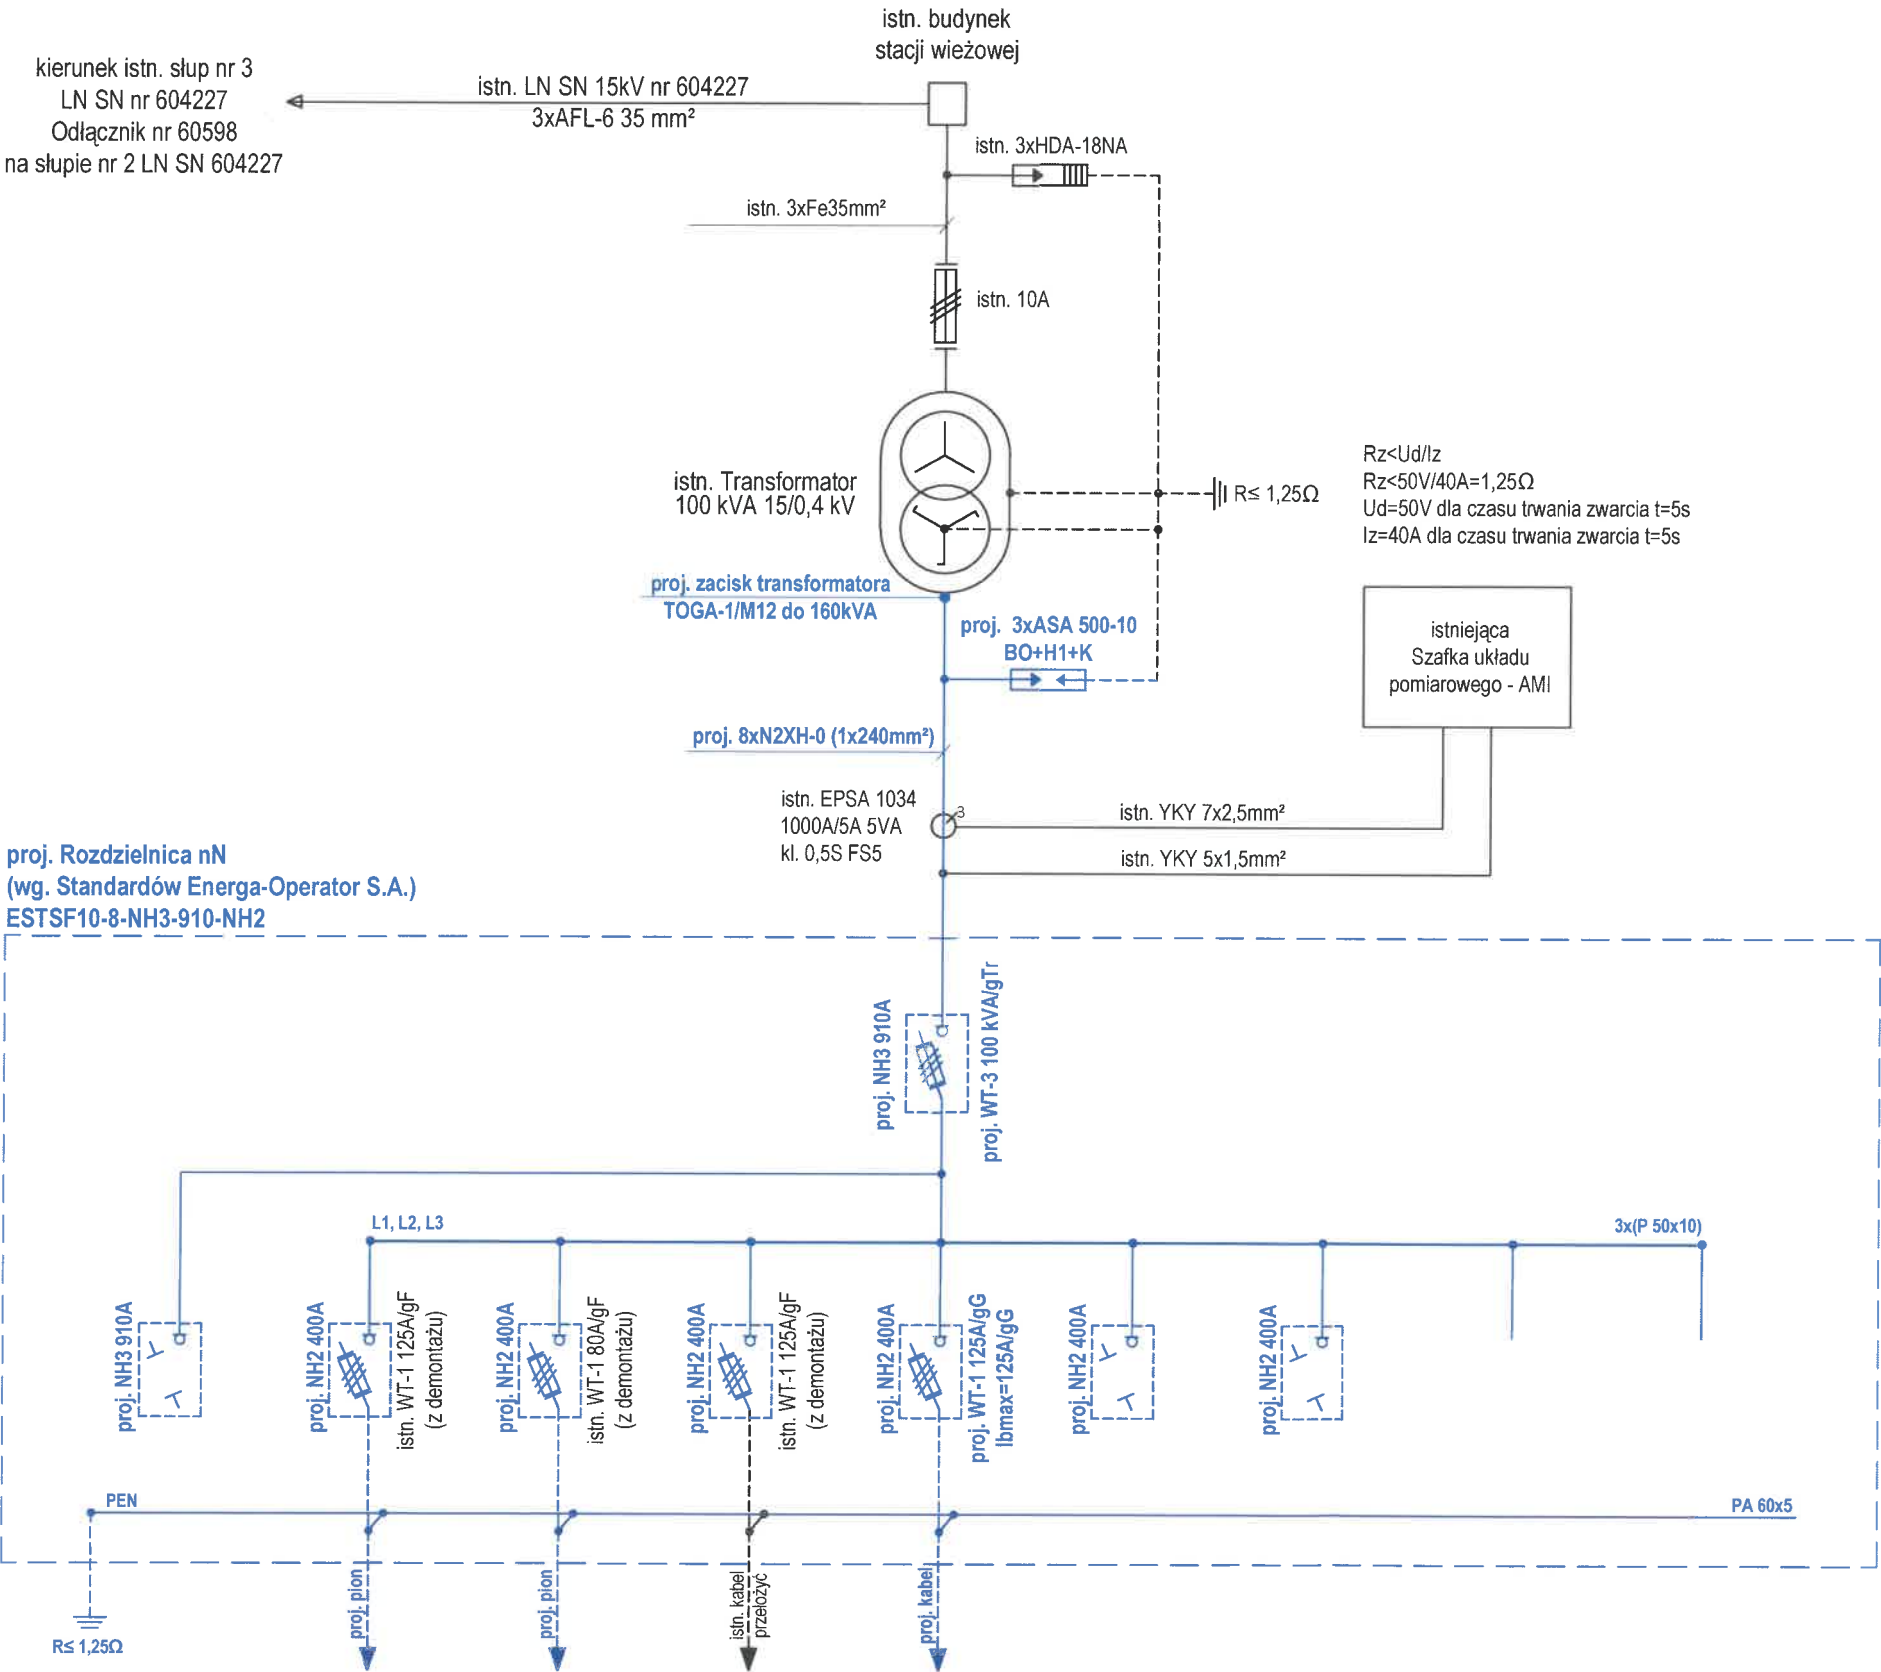 istn. budynek
stacji wieżowej
kierunek istn. słup nr 3
LN SN nr 604227
Odłącznik nr 60598
na słupie nr 2 LN SN 604227
istn. LN SN 15kV nr 604227
3xAFL-6 35 mm²
istn. 3xHDA-18NA
istn. 3xFe35mm²
istn. 10A
istn. Transformator
100 kVA 15/0,4 kV
R≤ 1,25Ω
Rz<Ud/Iz
Rz<50V/40A=1,25Ω
Ud=50V dla czasu trwania zwarcia t=5s
Iz=40A dla czasu trwania zwarcia t=5s
proj. zacisk transformatora
TOGA-1/M12 do 160kVA
proj. 3xASA 500-10
BO+H1+K
istniejąca
Szafka układu
pomiarowego - AMI
proj. 8xN2XH-0 (1x240mm²)
istn. EPSA 1034
1000A/5A 5VA
kl. 0,5S FS5
3
istn. YKY 7x2,5mm²
istn. YKY 5x1,5mm²
proj. Rozdzielnica nN
(wg. Standardów Energa-Operator S.A.)
ESTSF10-8-NH3-910-NH2
proj. NH3 910A
proj. WT-3 100 kVA/gTr
L1, L2, L3
3x(P 50x10)
proj. NH3 910A
proj. NH2 400A
istn. WT-1 125A/gF
(z demontażu)
proj. NH2 400A
istn. WT-1 80A/gF
(z demontażu)
proj. NH2 400A
istn. WT-1 125A/gF
(z demontażu)
proj. NH2 400A
proj. WT-1 125A/gG
Ibmax=125A/gG
proj. NH2 400A
proj. NH2 400A
PEN
PA 60x5
R≤ 1,25Ω
proj. pion
proj. pion
istn. kabel
przełożyć
proj. kabel